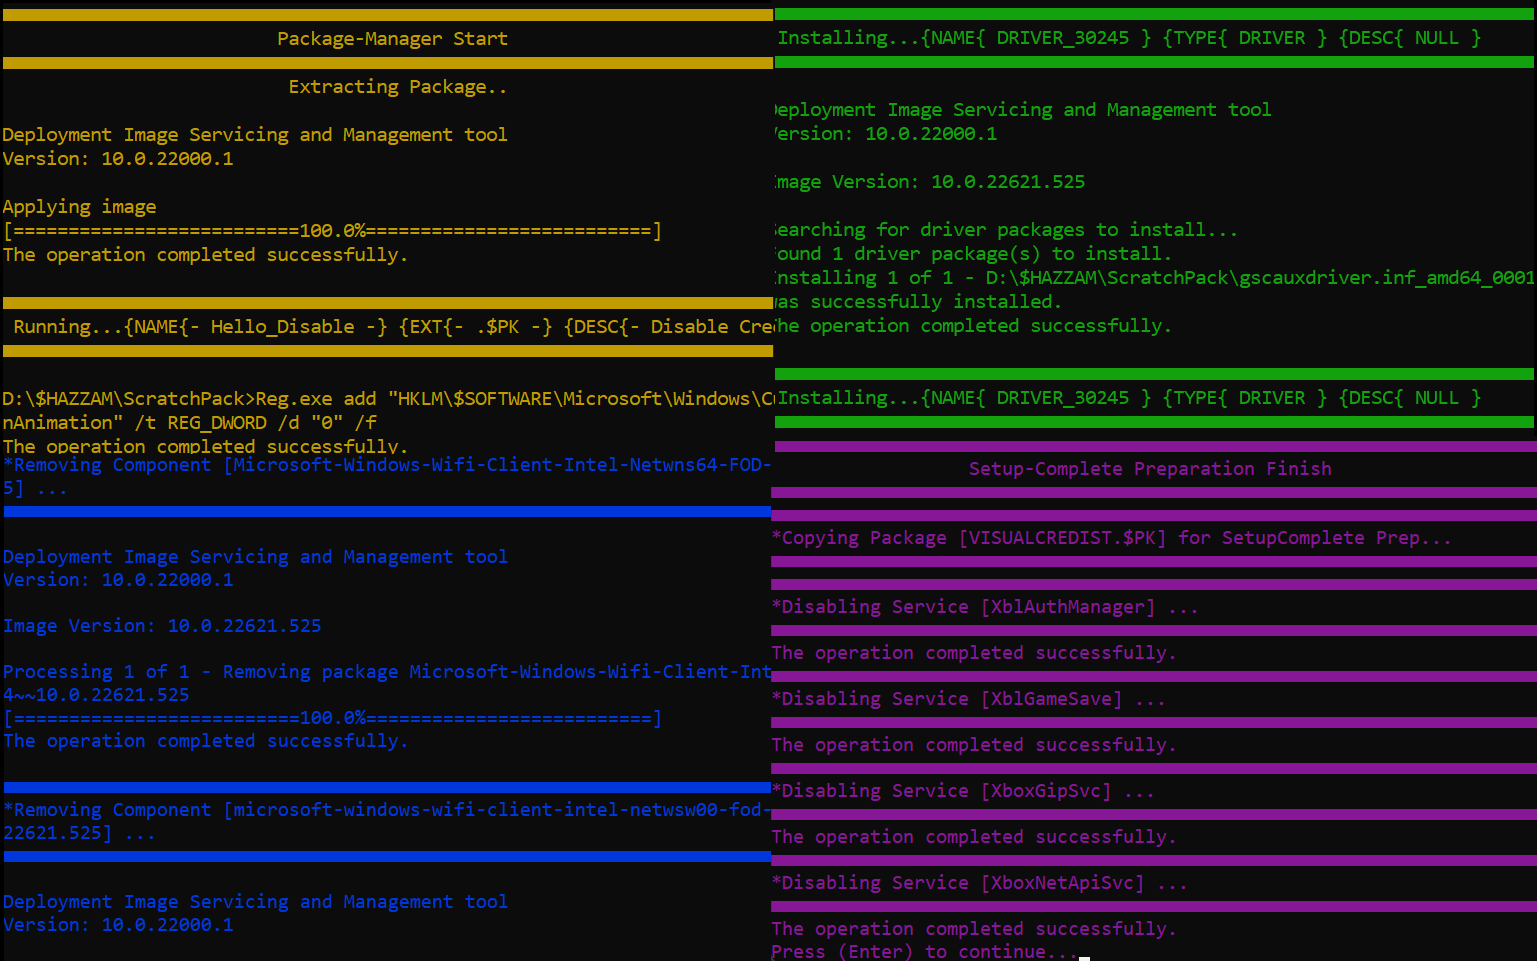 Package-Manager Start
Extracting Package..
Deployment Image Servicing and Management tool
Version: 10.0.22000.1
Applying image
[==========================100.0%==========================]
The operation completed successfully.
Running...{NAME{- Hello_Disable -} {EXT{- .$PK -} {DESC{- Disable Cre
D:\$HAZZAM\ScratchPack>Reg.exe add "HKLM\$SOFTWARE\Microsoft\Windows\Cu
nAnimation" /t REG_DWORD /d "0" /f
The operation completed successfully.
*Removing Component [Microsoft-Windows-Wifi-Client-Intel-Netwns64-FOD-
5] ...
Deployment Image Servicing and Management tool
Version: 10.0.22000.1
Image Version: 10.0.22621.525
Processing 1 of 1 - Removing package Microsoft-Windows-Wifi-Client-Int
4~~10.0.22621.525
[==========================100.0%==========================]
The operation completed successfully.
*Removing Component [microsoft-windows-wifi-client-intel-netwsw00-fod-
22621.525] ...
Deployment Image Servicing and Management tool
Version: 10.0.22000.1
Installing...{NAME{ DRIVER_30245 } {TYPE{ DRIVER } {DESC{ NULL }
Deployment Image Servicing and Management tool
Version: 10.0.22000.1
Image Version: 10.0.22621.525
Searching for driver packages to install...
Found 1 driver package(s) to install.
Installing 1 of 1 - D:\$HAZZAM\ScratchPack\gscauxdriver.inf_amd64_0001
was successfully installed.
The operation completed successfully.
Installing...{NAME{ DRIVER_30245 } {TYPE{ DRIVER } {DESC{ NULL }
Setup-Complete Preparation Finish
*Copying Package [VISUALCREDIST.$PK] for SetupComplete Prep...
*Disabling Service [XblAuthManager] ...
The operation completed successfully.
*Disabling Service [XblGameSave] ...
The operation completed successfully.
*Disabling Service [XboxGipSvc] ...
The operation completed successfully.
*Disabling Service [XboxNetApiSvc] ...
The operation completed successfully.
Press (Enter) to continue...